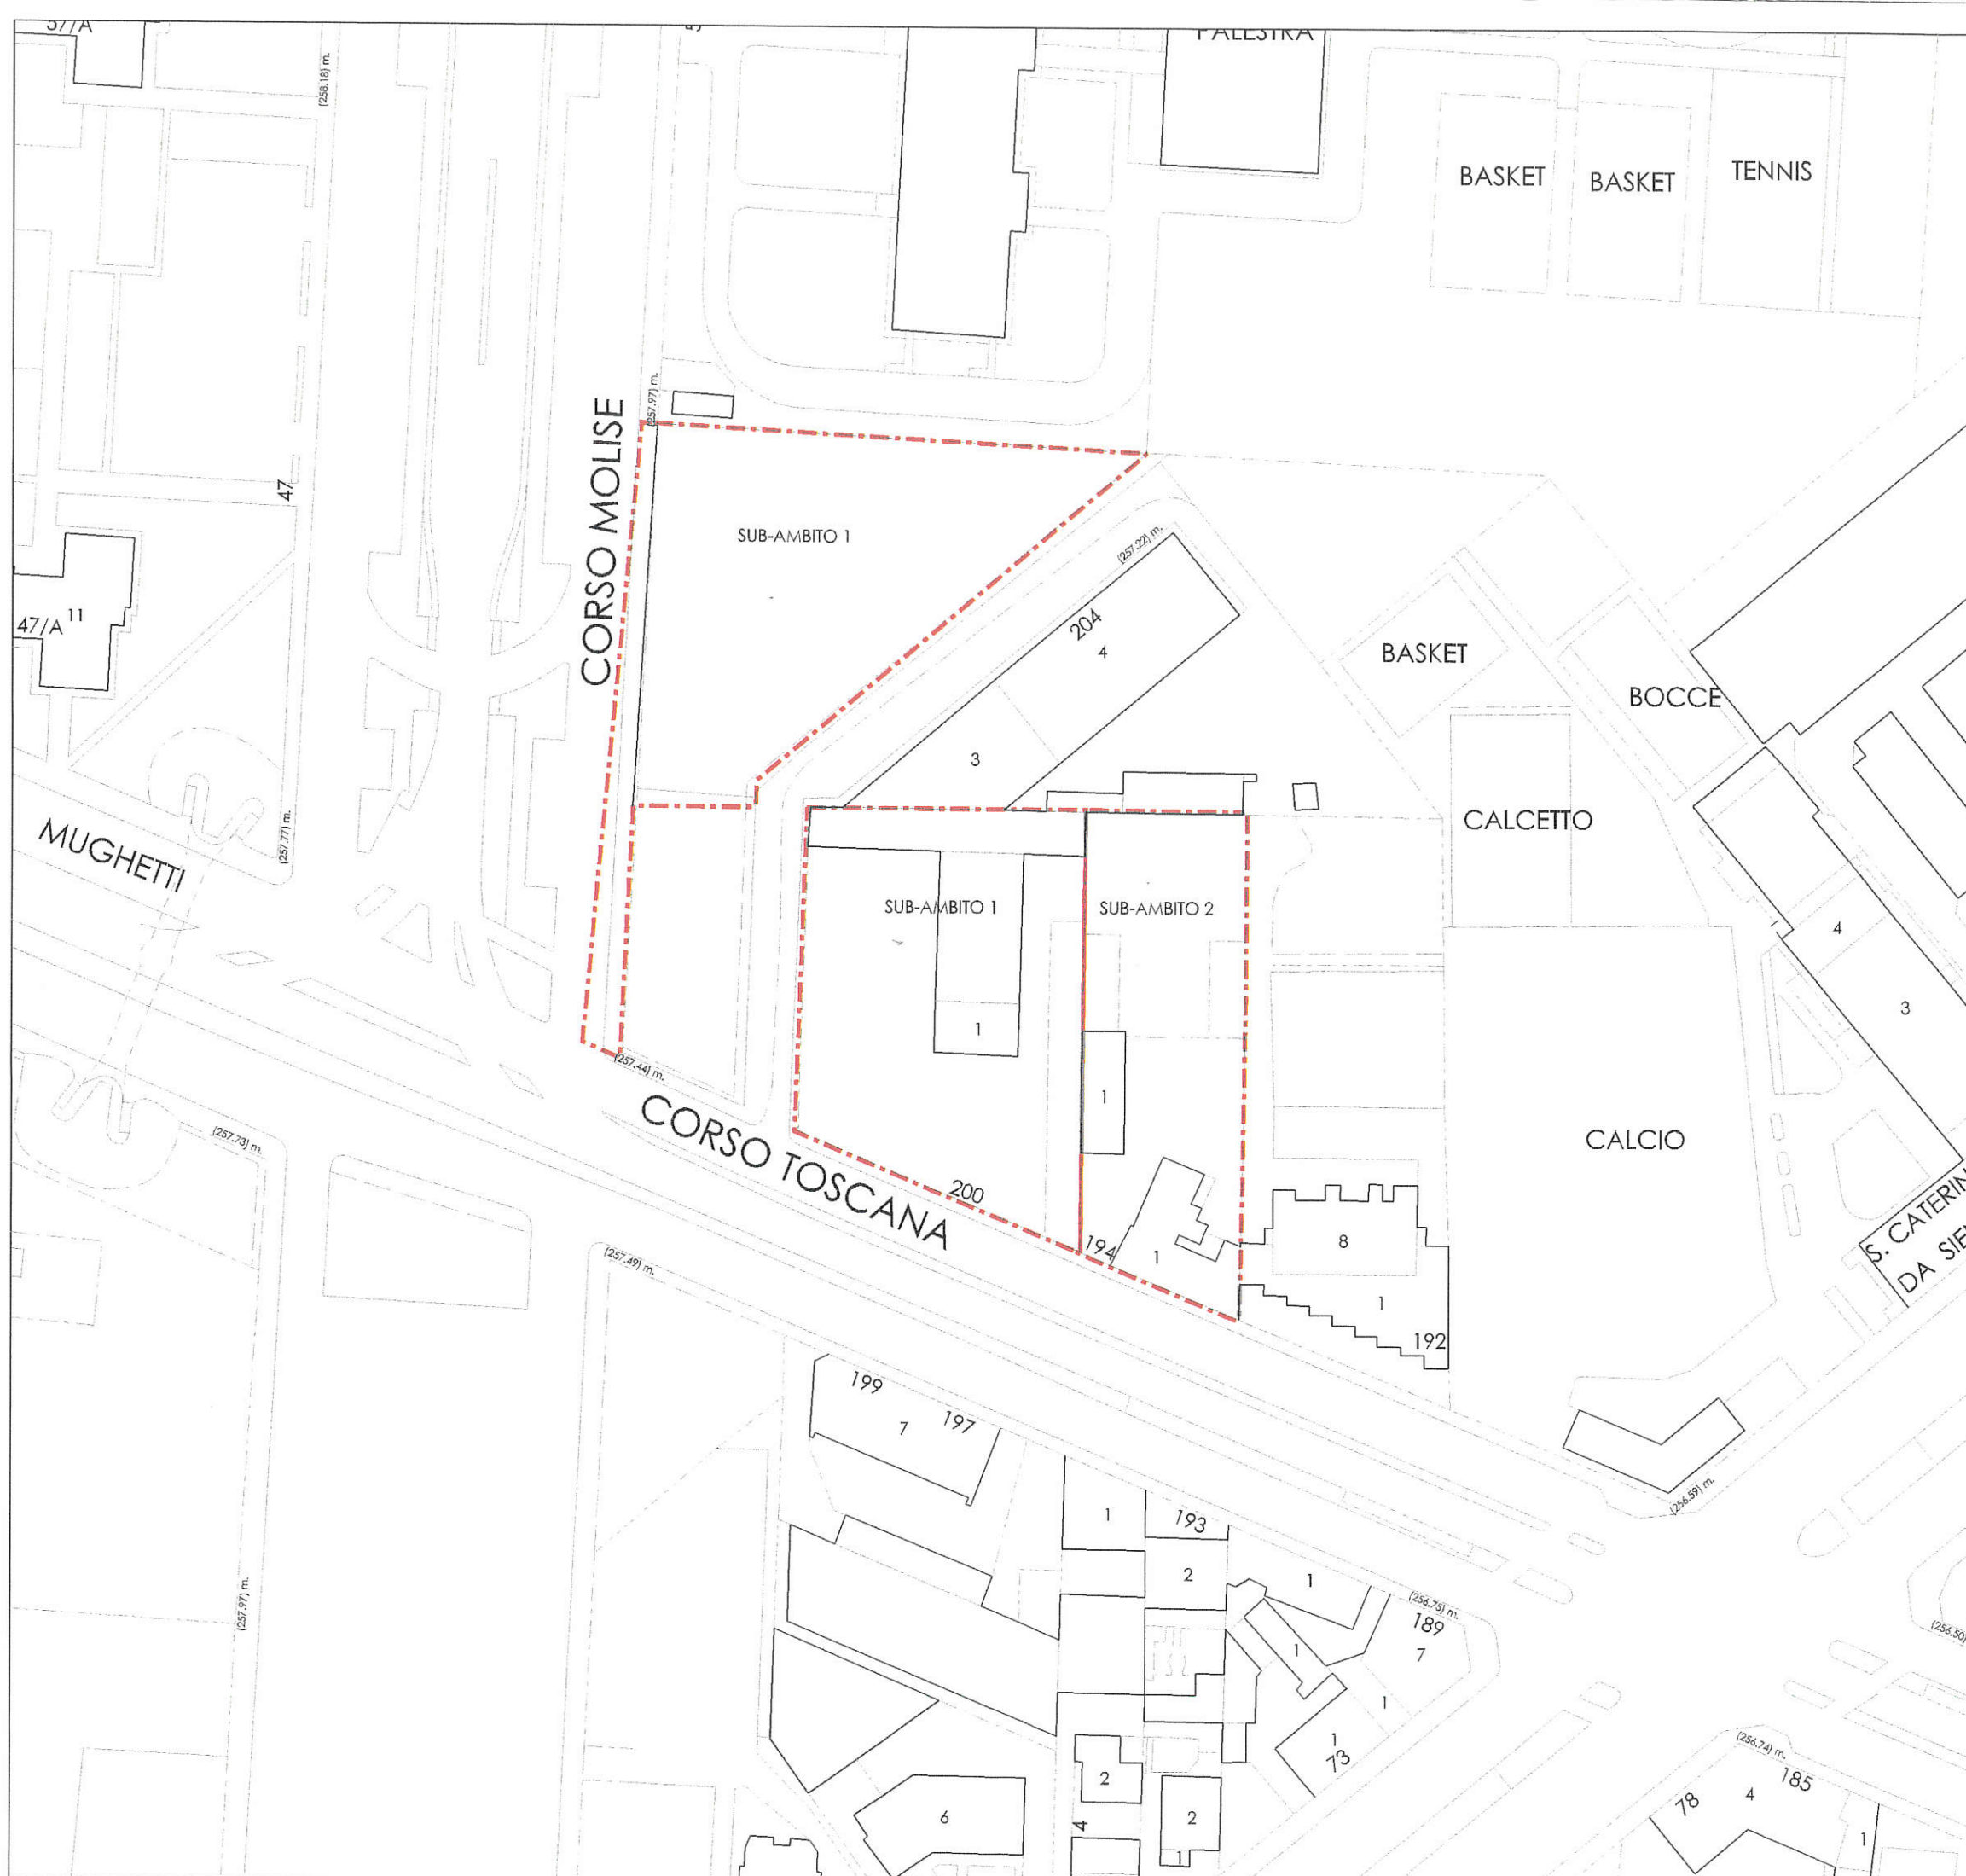 PALESTRA
(258.18) m.
BASKET
BASKET
TENNIS
(257.97) m.
CORSO MOLISE
47
SUB-AMBITO 1
(257.22) m.
204
4
47/A
11
BASKET
BOCCE
3
MUGHETTI
(257.77) m.
CALCETTO
SUB-AMBITO 1
SUB-AMBITO 2
4
3
1
1
(257.44) m.
CORSO TOSCANA
(257.73) m.
CALCIO
200
194
1
8
1
192
S. CATERIN
DA SIE
(257.49) m.
199
7
197
(256.59) m.
1
193
2
1
(256.75) m.
189
7
1
1
(257.97) m.
(256.50)
1
73
(256.74) m.
185
78
4
1
2
6
4
2
1